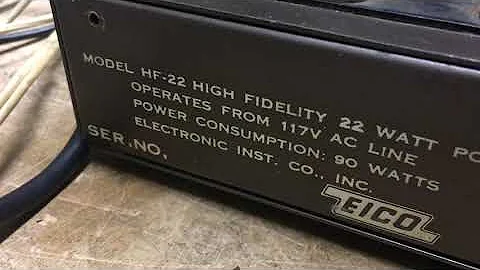 MODEL HF-22 HIGH FIDELITY 22 WATT PO
OPERATES FROM 117V AC LINE
POWER CONSUMPTION: 90 WATTS
ELECTRONIC INST. CO., INC.
SER. NO.
EICO